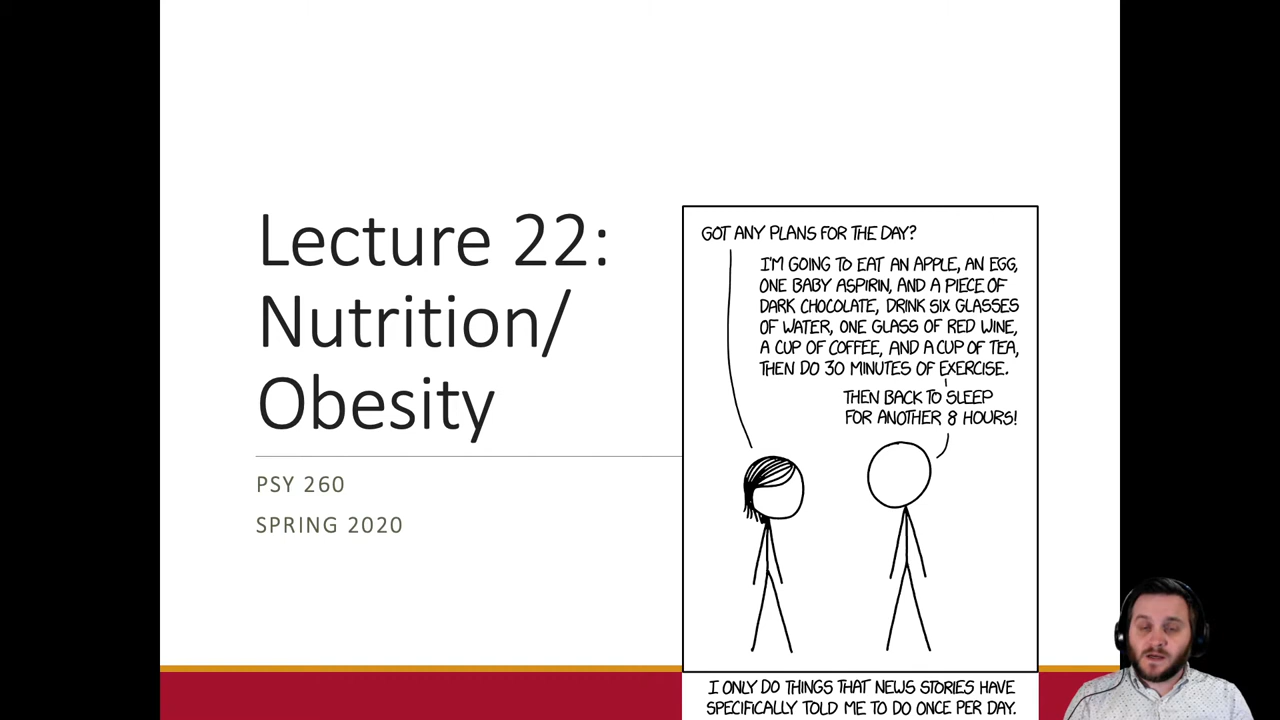 Lecture 22:
Nutrition/
Obesity
PSY 260
SPRING 2020
GOT ANY PLANS FOR THE DAY?
I'M GOING TO EAT AN APPLE, AN EGG,
ONE BABY ASPIRIN, AND A PIECE OF
DARK CHOCOLATE, DRINK SIX GLASSES
OF WATER, ONE GLASS OF RED WINE,
A CUP OF COFFEE, AND A CUP OF TEA,
THEN DO 30 MINUTES OF EXERCISE.
THEN BACK TO SLEEP
FOR ANOTHER 8 HOURS!
I ONLY DO THINGS THAT NEWS STORIES HAVE
SPECIFICALLY TOLD ME TO DO ONCE PER DAY.